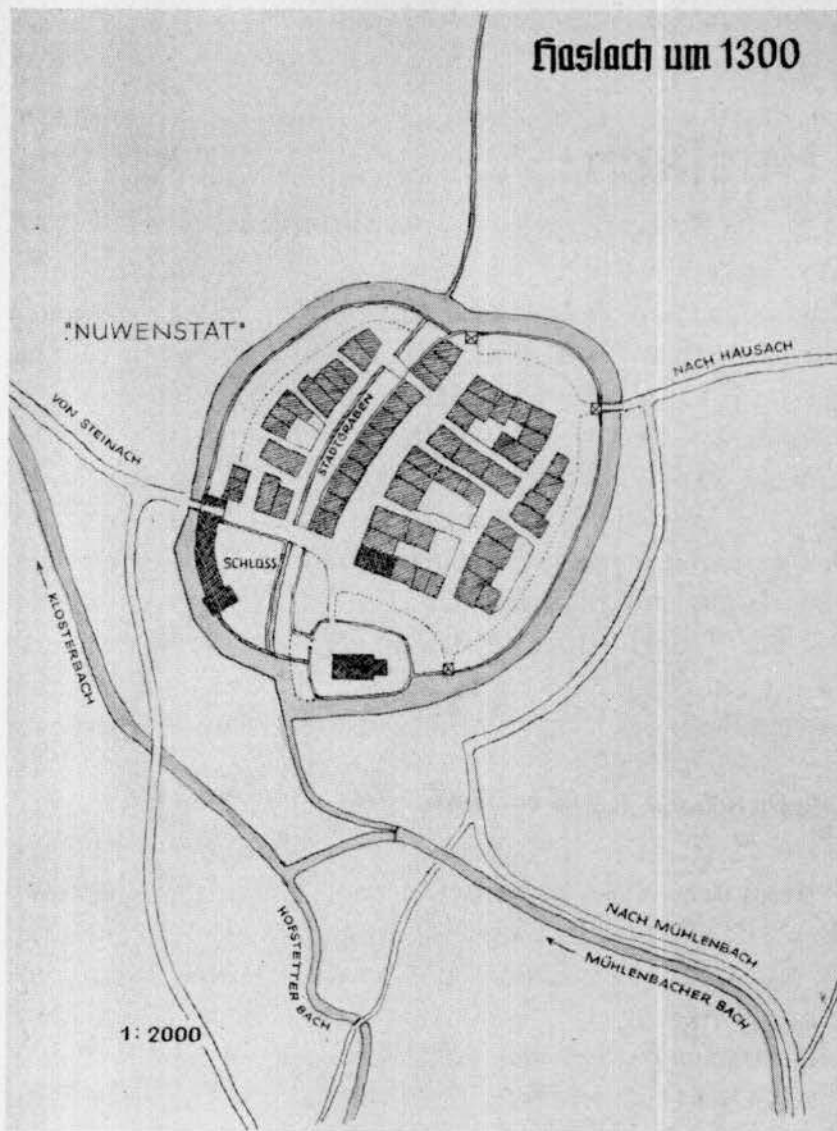 Haslach um 1300
"NUWENSTAT"
NACH HAUSACH
VON STEINACH
STADTGRABEN
SCHLOSS
KLOSTERBACH
HOFSTETTER BACH
NACH MÜHLENBACH
MÜHLENBACHER BACH
1:2000